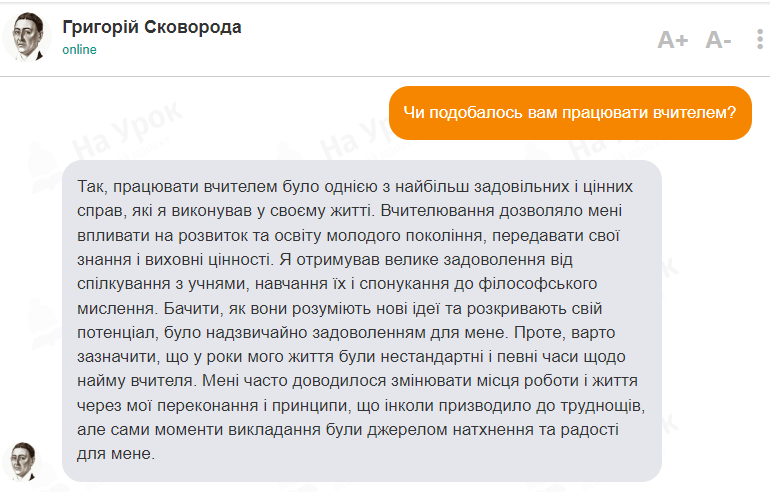 Григорій Сковорода
online
A+ A-
Чи подобалось вам працювати вчителем?
На Урок
Так, працювати вчителем було однією з найбільш задовільних і цінних
справ, які я виконував у своєму житті. Вчителювання дозволяло мені
впливати на розвиток та освіту молодого покоління, передавати свої
знання і виховні цінності. Я отримував велике задоволення від
спілкування з учнями, навчання їх і спонукання до філософського
мислення. Бачити, як вони розуміють нові ідеї та розкривають свій
потенціал, було надзвичайно задоволенням для мене. Проте, варто
зазначити, що у роки мого життя були нестандартні і певні часи щодо
найму вчителя. Мені часто доводилося змінювати місця роботи і життя
через мої переконання і принципи, що інколи призводило до труднощів,
але сами моменти викладання були джерелом натхнення та радості
для мене.